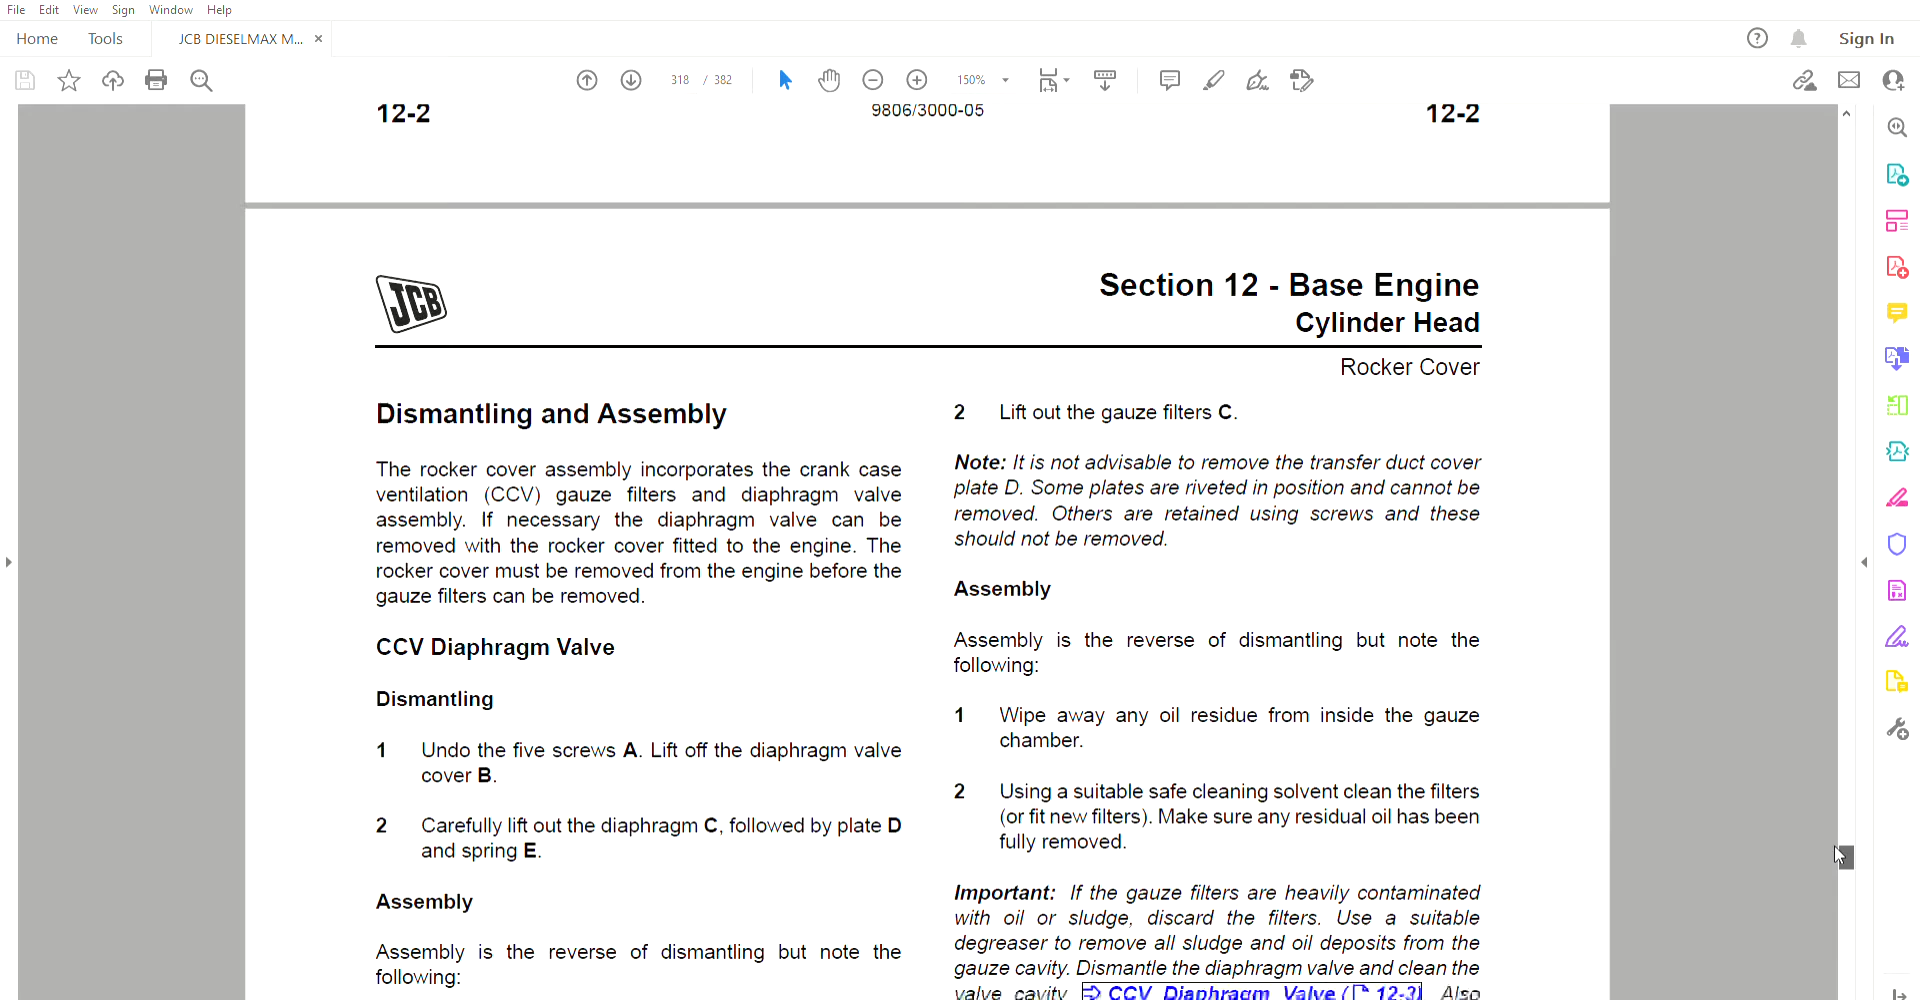 File Edit View Sign Window Help
Home Tools JCB DIESELMAX M... × Sign In
318 / 382 150%
12-2 9806/3000-05 12-2
JCB
Section 12 - Base Engine
Cylinder Head
Rocker Cover
Dismantling and Assembly
The rocker cover assembly incorporates the crank case
ventilation (CCV) gauze filters and diaphragm valve
assembly. If necessary the diaphragm valve can be
removed with the rocker cover fitted to the engine. The
rocker cover must be removed from the engine before the
gauze filters can be removed.
CCV Diaphragm Valve
Dismantling
1 Undo the five screws A. Lift off the diaphragm valve
cover B.
2 Carefully lift out the diaphragm C, followed by plate D
and spring E.
Assembly
Assembly is the reverse of dismantling but note the
following:
2 Lift out the gauze filters C.
Note: It is not advisable to remove the transfer duct cover
plate D. Some plates are riveted in position and cannot be
removed. Others are retained using screws and these
should not be removed.
Assembly
Assembly is the reverse of dismantling but note the
following:
1 Wipe away any oil residue from inside the gauze
chamber.
2 Using a suitable safe cleaning solvent clean the filters
(or fit new filters). Make sure any residual oil has been
fully removed.
Important: If the gauze filters are heavily contaminated
with oil or sludge, discard the filters. Use a suitable
degreaser to remove all sludge and oil deposits from the
gauze cavity. Dismantle the diaphragm valve and clean the
valve cavity ⇒ CCV Diaphragm Valve ( 12-3) Also